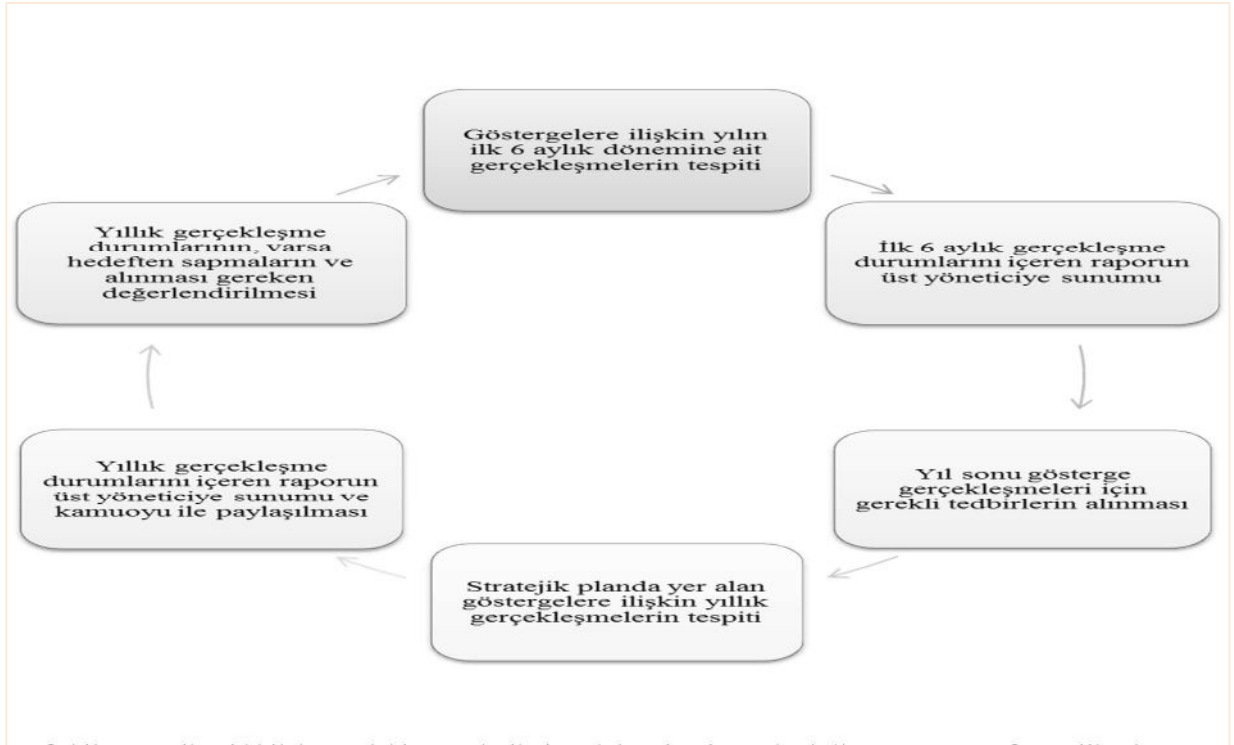 Göstergelere ilişkin yılın
ilk 6 aylık dönemine ait
gerçekleşmelerin tespiti
İlk 6 aylık gerçekleşme
durumlarını içeren raporun
üst yöneticiye sunumu
Yıl sonu gösterge
gerçekleşmeleri için
gerekli tedbirlerin alınması
Stratejik planda yer alan
göstergelere ilişkin yıllık
gerçekleşmelerin tespiti
Yıllık gerçekleşme
durumlarını içeren raporun
üst yöneticiye sunumu ve
kamuoyu ile paylaşılması
Yıllık gerçekleşme
durumlarının, varsa
hedeften sapmaların ve
alınması gereken
değerlendirilmesi